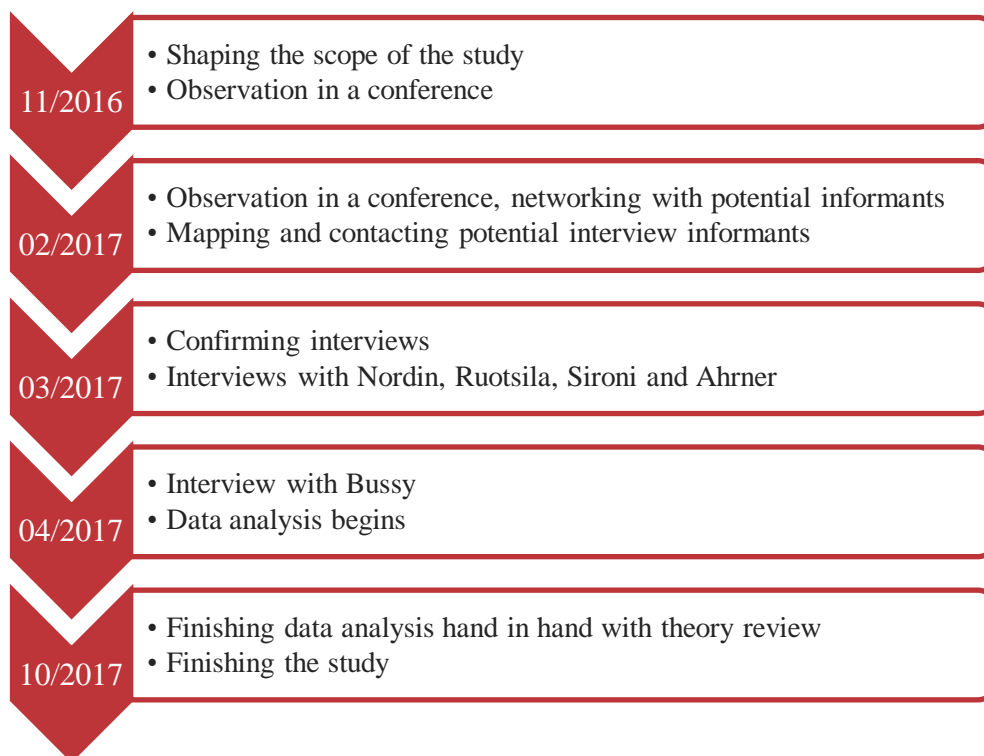 11/2016
• Shaping the scope of the study
• Observation in a conference
02/2017
• Observation in a conference, networking with potential informants
• Mapping and contacting potential interview informants
03/2017
• Confirming interviews
• Interviews with Nordin, Ruotsila, Sironi and Ahrner
04/2017
• Interview with Bussy
• Data analysis begins
10/2017
• Finishing data analysis hand in hand with theory review
• Finishing the study